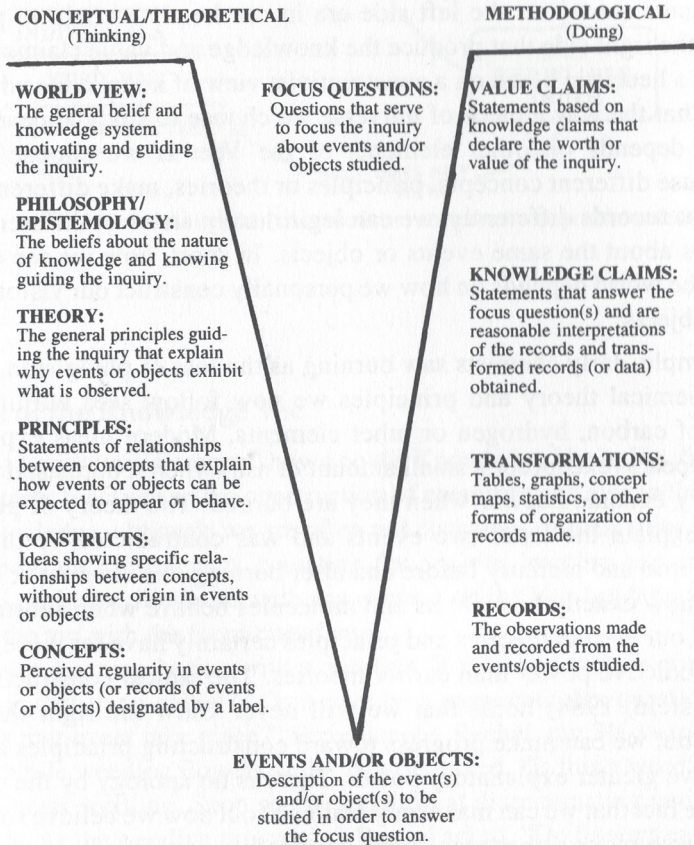 CONCEPTUAL/THEORETICAL
(Thinking)
METHODOLOGICAL
(Doing)
WORLD VIEW:
The general belief and
knowledge system
motivating and guiding
the inquiry.
PHILOSOPHY/
EPISTEMOLOGY:
The beliefs about the nature
of knowledge and knowing
guiding the inquiry.
THEORY:
The general principles guid-
ing the inquiry that explain
why events or objects exhibit
what is observed.
PRINCIPLES:
Statements of relationships
between concepts that explain
how events or objects can be
expected to appear or behave.
CONSTRUCTS:
Ideas showing specific rela-
tionships between concepts,
without direct origin in events
or objects
CONCEPTS:
Perceived regularity in events
or objects (or records of events
or objects) designated by a label.
FOCUS QUESTIONS:
Questions that serve
to focus the inquiry
about events and/or
objects studied.
VALUE CLAIMS:
Statements based on
knowledge claims that
declare the worth or
value of the inquiry.
KNOWLEDGE CLAIMS:
Statements that answer the
focus question(s) and are
reasonable interpretations
of the records and trans-
formed records (or data)
obtained.
TRANSFORMATIONS:
Tables, graphs, concept
maps, statistics, or other
forms of organization of
records made.
RECORDS:
The observations made
and recorded from the
events/objects studied.
EVENTS AND/OR OBJECTS:
Description of the event(s)
and/or object(s) to be
studied in order to answer
the focus question.